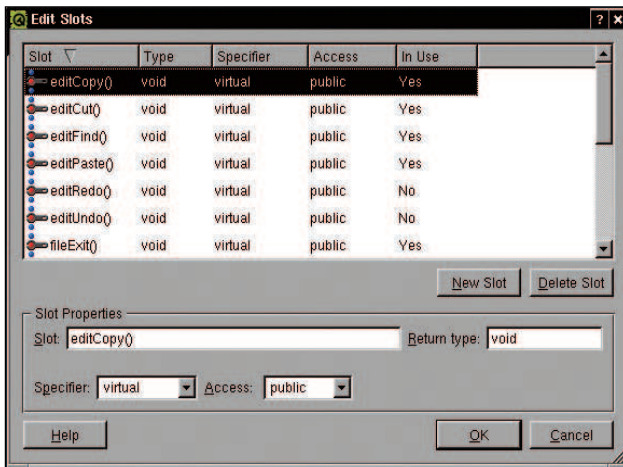 Edit Slots
Slot Type Specifier Access In Use
editCopy() void virtual public Yes
editCut() void virtual public Yes
editFind() void virtual public Yes
editPaste() void virtual public Yes
editRedo() void virtual public No
editUndo() void virtual public No
fileExit() void virtual public Yes
New Slot Delete Slot
Slot Properties
Slot: editCopy() Return type: void
Specifier: virtual Access: public
Help OK Cancel